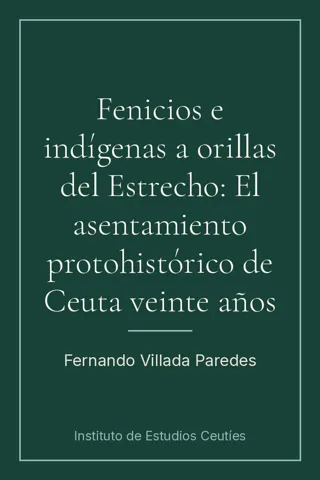 Fenicios e
indígenas a orillas
del Estrecho: El
asentamiento
protohistórico de
Ceuta veinte años
Fernando Villada Paredes
Instituto de Estudios Ceutíes